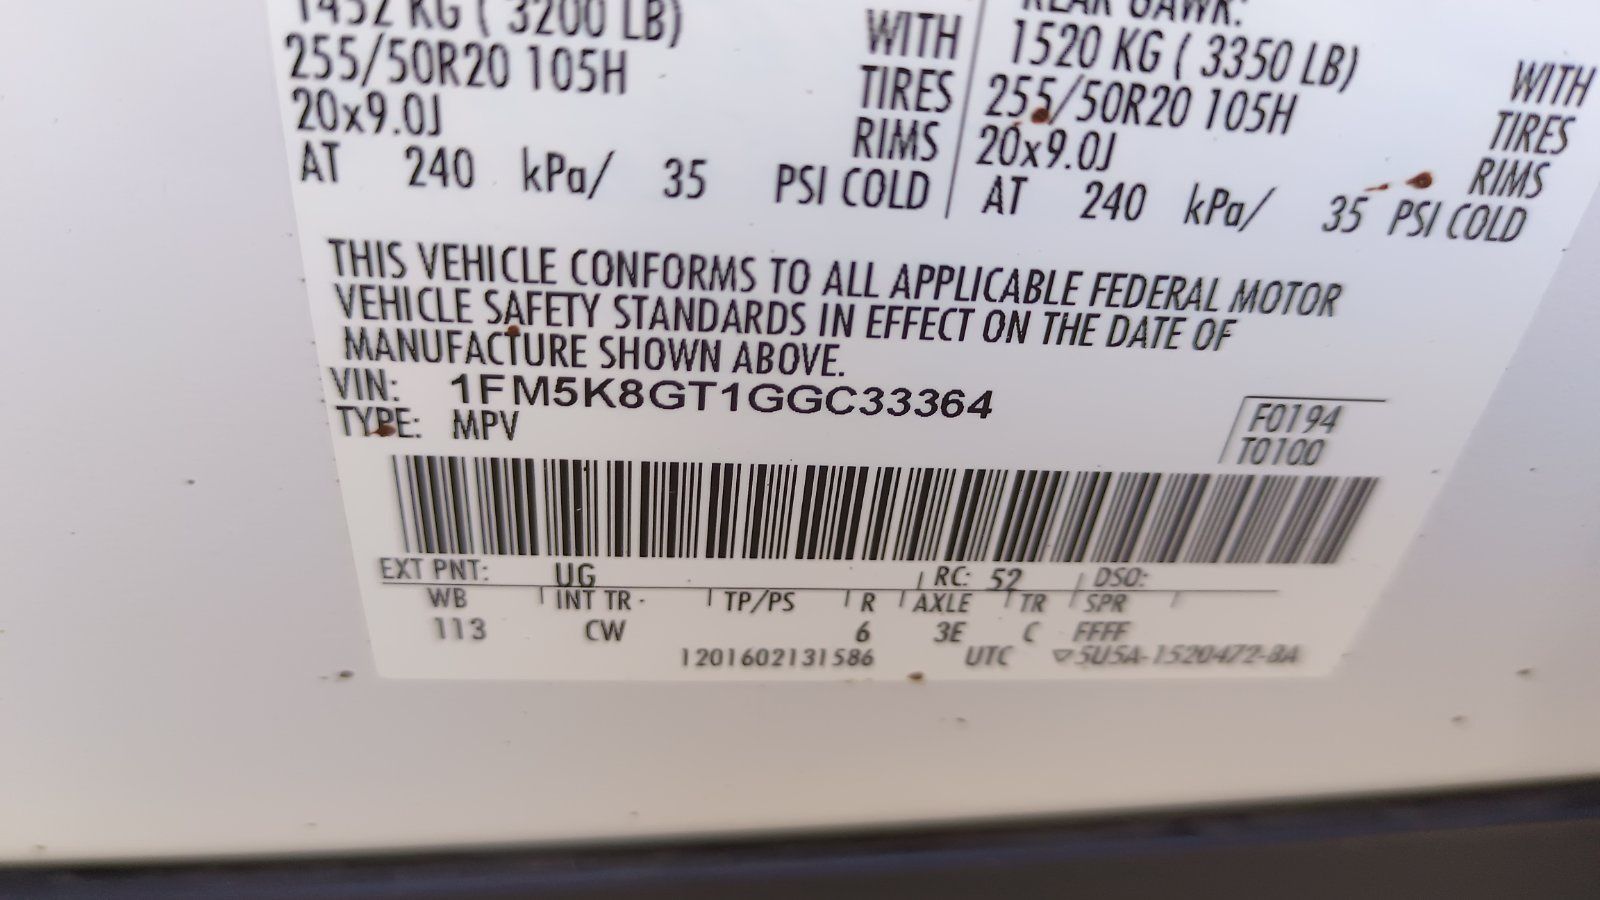 1452 KG ( 3200 LB) WITH
255/50R20 105H TIRES
20x9.0J RIMS
AT 240 kPa/ 35 PSI COLD
REAR GAWR:
1520 KG ( 3350 LB) WITH
255/50R20 105H TIRES
20x9.0J RIMS
AT 240 kPa/ 35 PSI COLD
THIS VEHICLE CONFORMS TO ALL APPLICABLE FEDERAL MOTOR
VEHICLE SAFETY STANDARDS IN EFFECT ON THE DATE OF
MANUFACTURE SHOWN ABOVE.
VIN: 1FM5K8GT1GGC33364
TYPE: MPV
F0194
T0100
EXT PNT: UG RC: 52 DSO:
WB INT TR TP/PS R AXLE TR SPR
113 CW 6 3E C FFFF
1201602131586 UTC ▽5U5A-1520472-BA